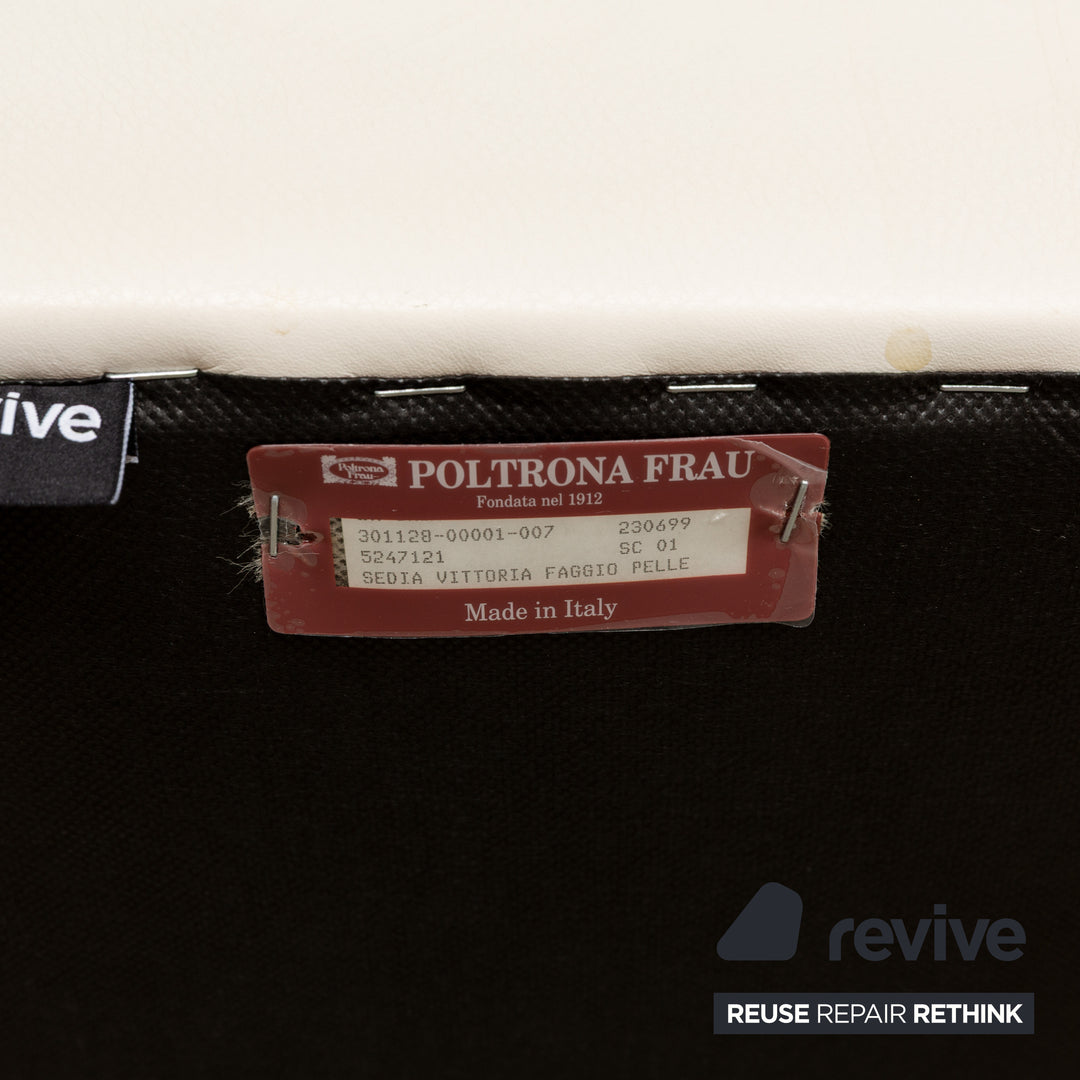 ive
Poltrona
Frau
POLTRONA FRAU
Fondata nel 1912
301128-00001-007 230699
5247121 SC 01
SEDIA VITTORIA FAGGIO PELLE
Made in Italy
revive
REUSE REPAIR RETHINK